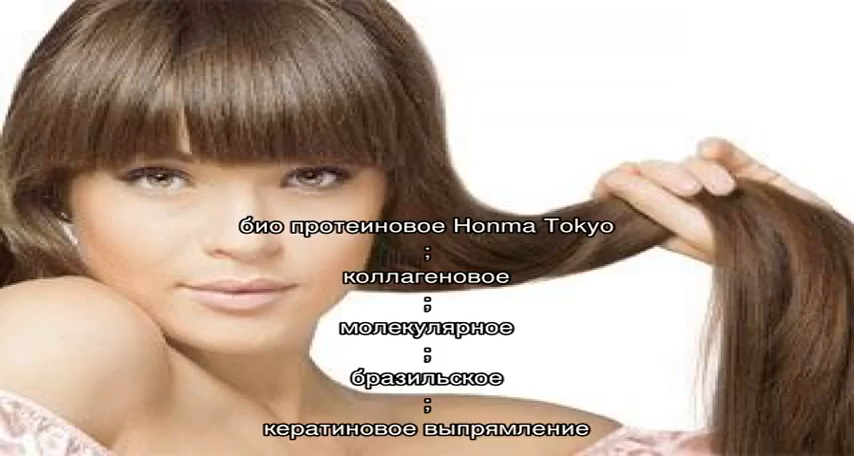 био протеиновое Honma Tokyo
;
коллагеновое
;
молекулярное
;
бразильское
;
кератиновое выпрямление